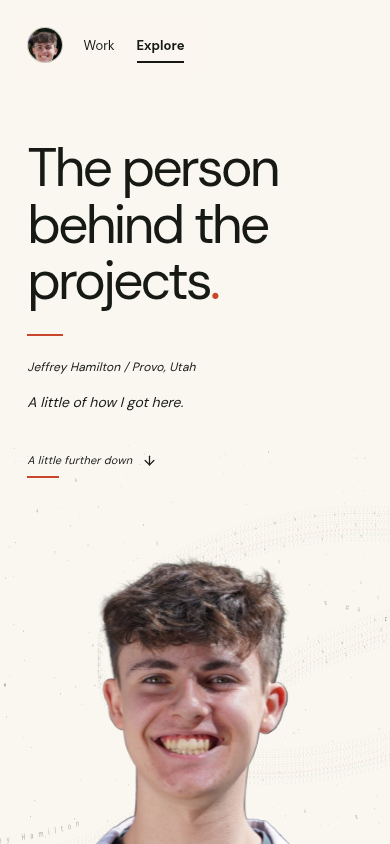 Work Explore
The person
behind the
projects.
Jeffrey Hamilton / Provo, Utah
A little of how I got here.
A little further down ↓
y Hamilton